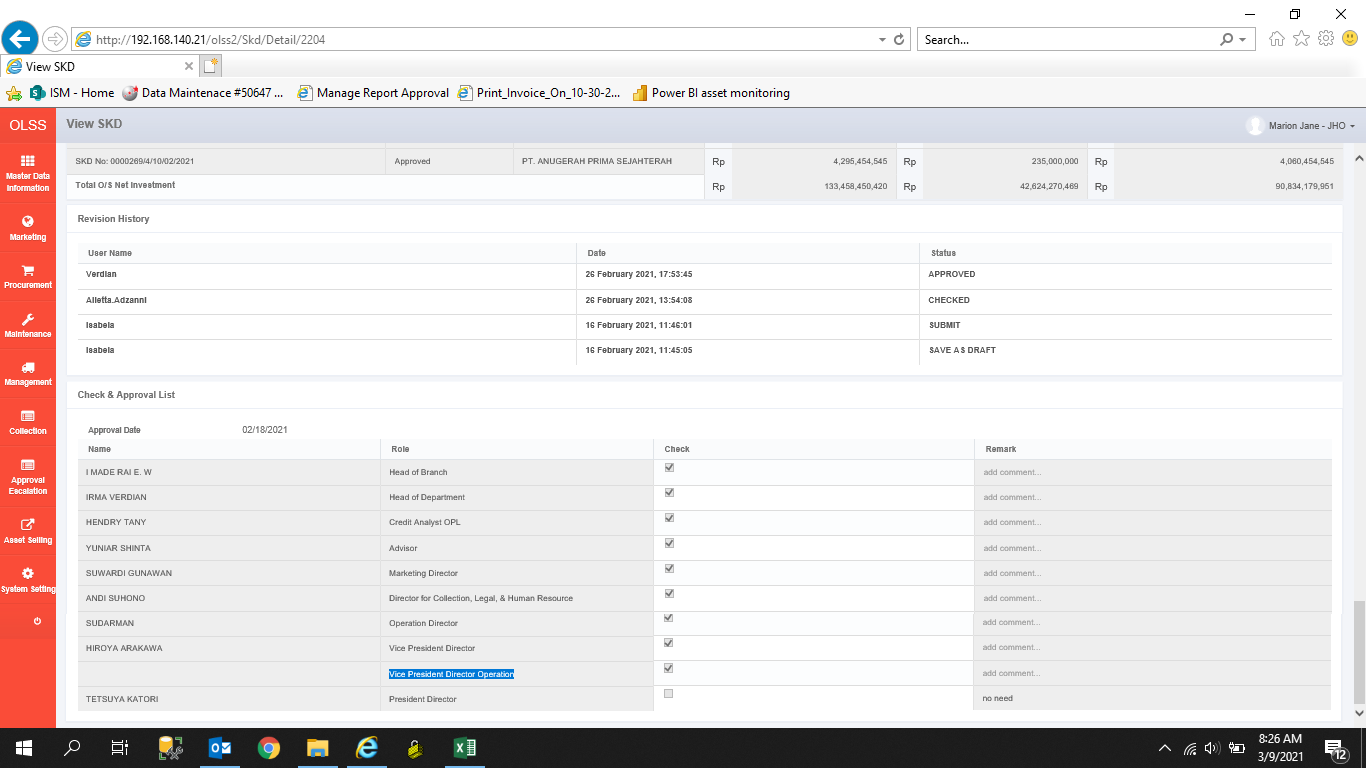 http://192.168.140.21/olss2/Skd/Detail/2204
Search...
View SKD
ISM - Home
Data Maintenace #50647 ...
Manage Report Approval
Print_Invoice_On_10-30-2...
Power BI asset monitoring
OLSS
View SKD
Marion Jane - JHO
Master Data Information
Marketing
Procurement
Maintenance
Management
Collection
Approval Escalation
Asset Selling
System Setting
SKD No: 0000269/4/10/02/2021 Approved PT. ANUGERAH PRIMA SEJAHTERAH Rp 4,295,454,545 Rp 235,000,000 Rp 4,060,454,545
Total O/S Net Investment Rp 133,458,450,420 Rp 42,624,270,469 Rp 90,834,179,951
Revision History
User Name Date Status
Verdian 26 February 2021, 17:53:45 APPROVED
Alietta.Adzanni 26 February 2021, 13:54:08 CHECKED
Isabela 16 February 2021, 11:46:01 SUBMIT
Isabela 16 February 2021, 11:45:05 SAVE AS DRAFT
Check & Approval List
Approval Date 02/18/2021
Name Role Check Remark
I MADE RAI E. W Head of Branch add comment...
IRMA VERDIAN Head of Department add comment...
HENDRY TANY Credit Analyst OPL add comment...
YUNIAR SHINTA Advisor add comment...
SUWARDI GUNAWAN Marketing Director add comment...
ANDI SUHONO Director for Collection, Legal, & Human Resource add comment...
SUDARMAN Operation Director add comment...
HIROYA ARAKAWA Vice President Director add comment...
Vice President Director Operation add comment...
TETSUYA KATORI President Director no need
8:26 AM
3/9/2021
12